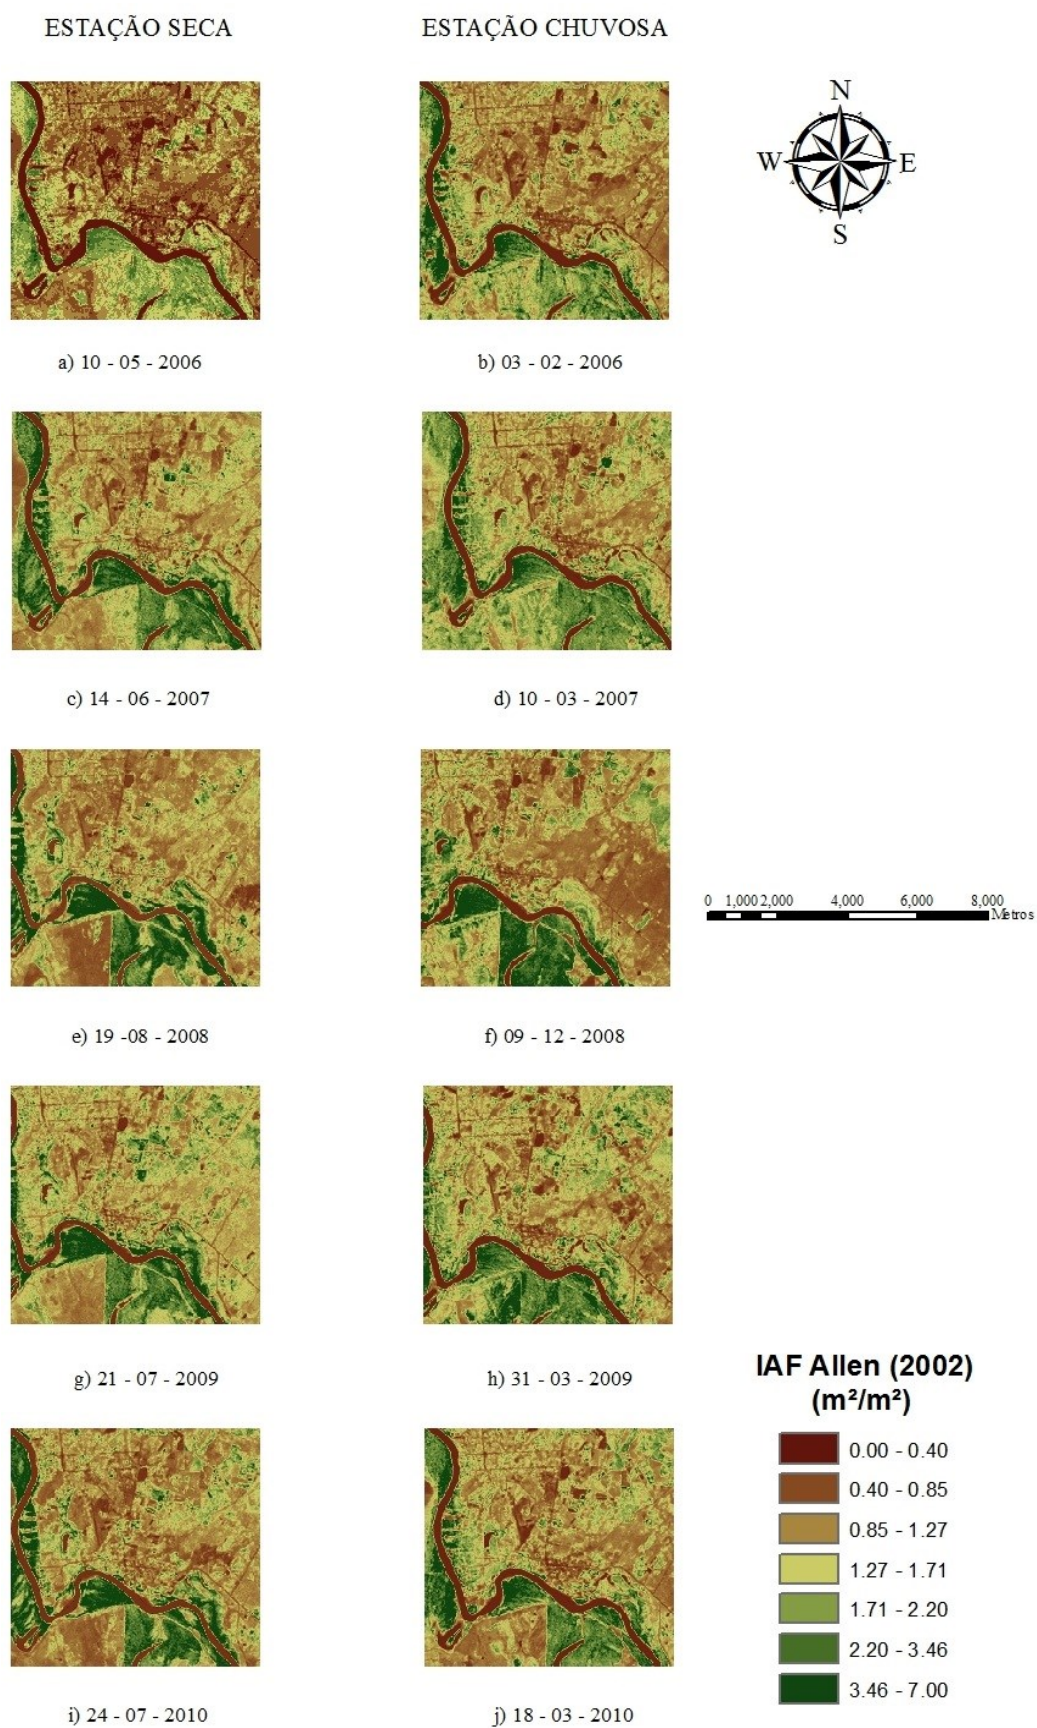 ESTAÇÃO SECA
ESTAÇÃO CHUVOSA
N
W E
S
a) 10 - 05 - 2006
b) 03 - 02 - 2006
c) 14 - 06 - 2007
d) 10 - 03 - 2007
0 1,000 2,000 4,000 6,000 8,000
Metros
e) 19 -08 - 2008
f) 09 - 12 - 2008
g) 21 - 07 - 2009
h) 31 - 03 - 2009
IAF Allen (2002)
(m²/m²)
0.00 - 0.40
0.40 - 0.85
0.85 - 1.27
1.27 - 1.71
1.71 - 2.20
2.20 - 3.46
3.46 - 7.00
i) 24 - 07 - 2010
j) 18 - 03 - 2010